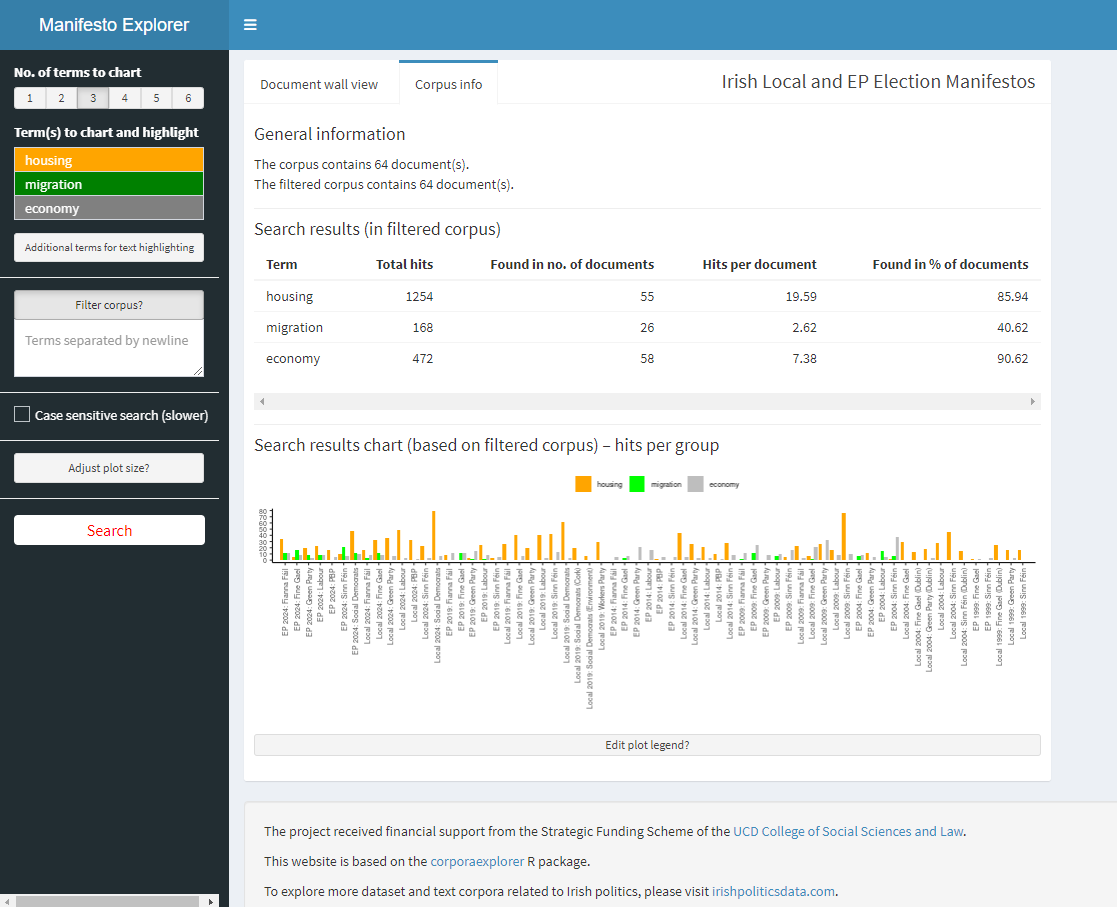 Manifesto Explorer
No. of terms to chart
1 2 3 4 5 6
Term(s) to chart and highlight
housing
migration
economy
Additional terms for text highlighting
Filter corpus?
Terms separated by newline
Case sensitive search (slower)
Adjust plot size?
Search
Document wall view
Corpus info
Irish Local and EP Election Manifestos
General information
The corpus contains 64 document(s).
The filtered corpus contains 64 document(s).
Search results (in filtered corpus)
Term Total hits Found in no. of documents Hits per document Found in % of documents
housing 1254 55 19.59 85.94
migration 168 26 2.62 40.62
economy 472 58 7.38 90.62
Search results chart (based on filtered corpus) – hits per group
housing migration economy
80
70
60
50
40
30
20
10
0
EP 2024: Fianna Fáil
EP 2024: Fine Gael
EP 2024: Green Party
EP 2024: Labour
EP 2024: PBP
EP 2024: Sinn Féin
EP 2024: Social Democrats
Local 2024: Fianna Fáil
Local 2024: Fine Gael
Local 2024: Green Party
Local 2024: Labour
Local 2024: PBP
Local 2024: Sinn Féin
Local 2024: Social Democrats
EP 2019: Fianna Fáil
EP 2019: Fine Gael
EP 2019: Green Party
EP 2019: Labour
EP 2019: Sinn Féin
Local 2019: Fianna Fáil
Local 2019: Fine Gael
Local 2019: Green Party
Local 2019: Labour
Local 2019: Sinn Féin
Local 2019: Social Democrats
Local 2019: Social Democrats (Cork)
Local 2019: Social Democrats (Environment)
Local 2019: Workers Party
EP 2014: Fianna Fáil
EP 2014: Fine Gael
EP 2014: Green Party
EP 2014: Labour
EP 2014: PBP
EP 2014: Sinn Féin
Local 2014: Fine Gael
Local 2014: Green Party
Local 2014: Labour
Local 2014: PBP
Local 2014: Sinn Féin
EP 2009: Fianna Fáil
EP 2009: Fine Gael
EP 2009: Green Party
EP 2009: Labour
EP 2009: Sinn Féin
Local 2009: Fianna Fáil
Local 2009: Fine Gael
Local 2009: Green Party
Local 2009: Labour
Local 2009: Sinn Féin
EP 2004: Fine Gael
EP 2004: Green Party
EP 2004: Labour
EP 2004: Sinn Féin
Local 2004: Fine Gael
Local 2004: Fine Gael (Dublin)
Local 2004: Green Party (Dublin)
Local 2004: Labour
Local 2004: Sinn Féin
Local 2004: Sinn Féin (Dublin)
EP 1999: Fine Gael
EP 1999: Sinn Féin
Local 1999: Fine Gael (Dublin)
Local 1999: Green Party
Local 1999: Sinn Féin
Edit plot legend?
The project received financial support from the Strategic Funding Scheme of the UCD College of Social Sciences and Law.
This website is based on the corporaexplorer R package.
To explore more dataset and text corpora related to Irish politics, please visit irishpoliticsdata.com.